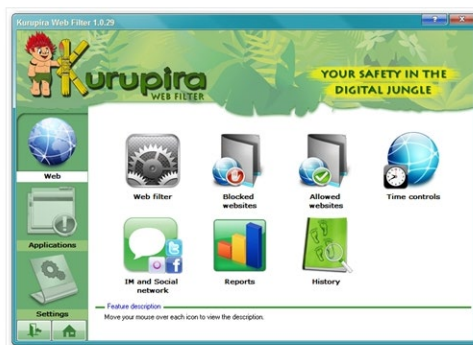 Kurupira Web Filter 1.0.29
Kurupira
WEB FILTER
YOUR SAFETY IN THE
DIGITAL JUNGLE
Web
Applications
Settings
Web filter
Blocked
websites
Allowed
websites
Time controls
IM and Social
network
Reports
History
Feature description
Move your mouse over each icon to view the description.